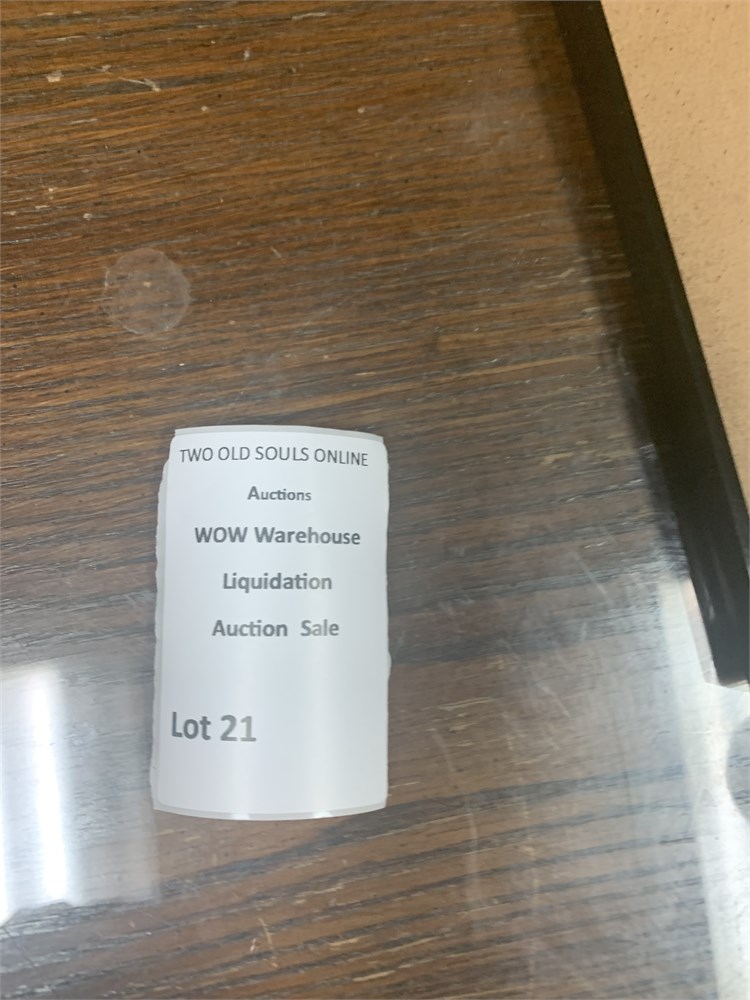 TWO OLD SOULS ONLINE
Auctions
WOW Warehouse
Liquidation
Auction Sale
Lot 21